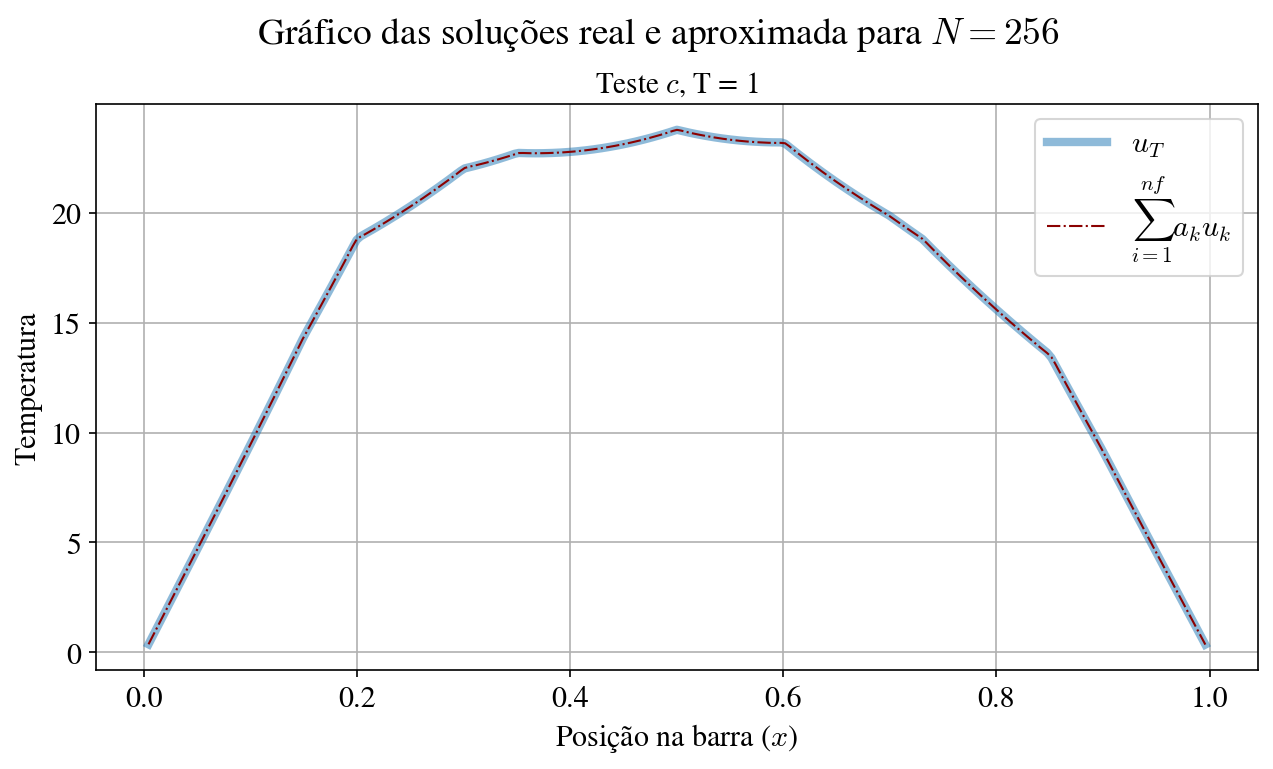 Gráfico das soluções real e aproximada para N = 256
Teste c, T = 1
u_T
nf
∑ a_k u_k
i = 1
Temperatura
20
15
10
5
0
0.0 0.2 0.4 0.6 0.8 1.0
Posição na barra (x)